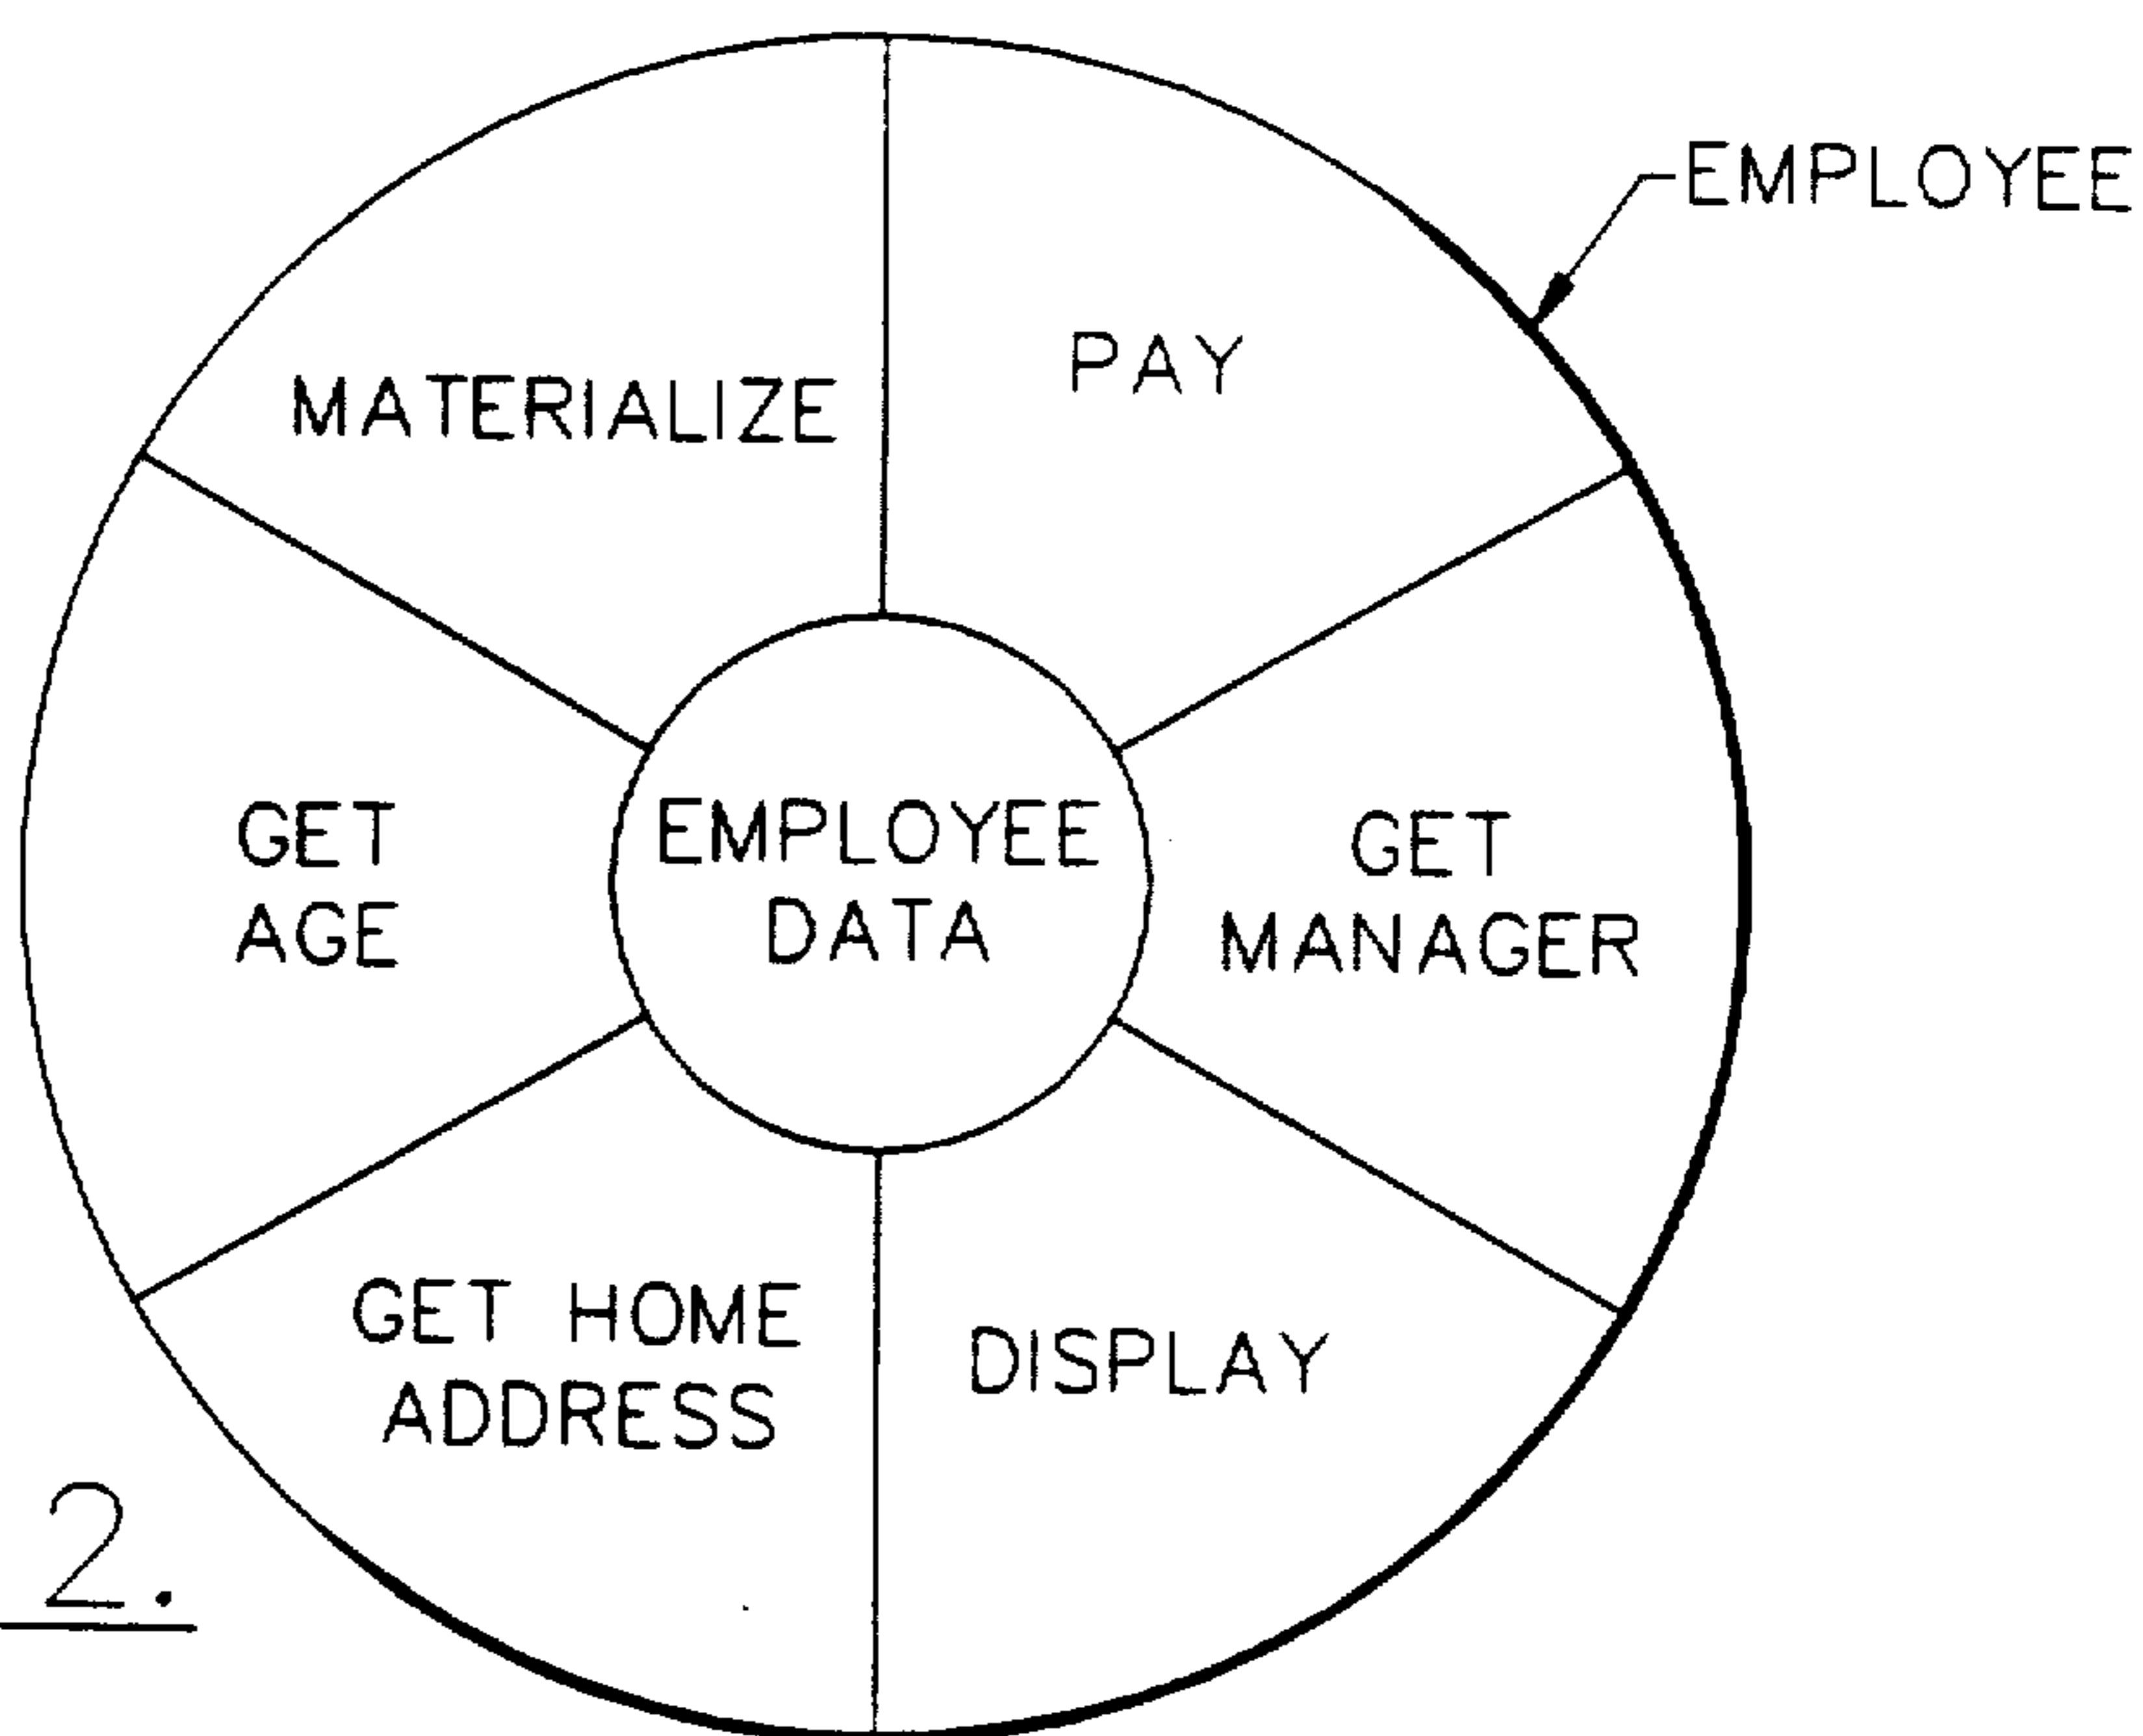 EMPLOYEE
PAY
MATERIALIZE
GET
AGE
EMPLOYEE
DATA
GET
MANAGER
GET HOME
ADDRESS
DISPLAY
2.